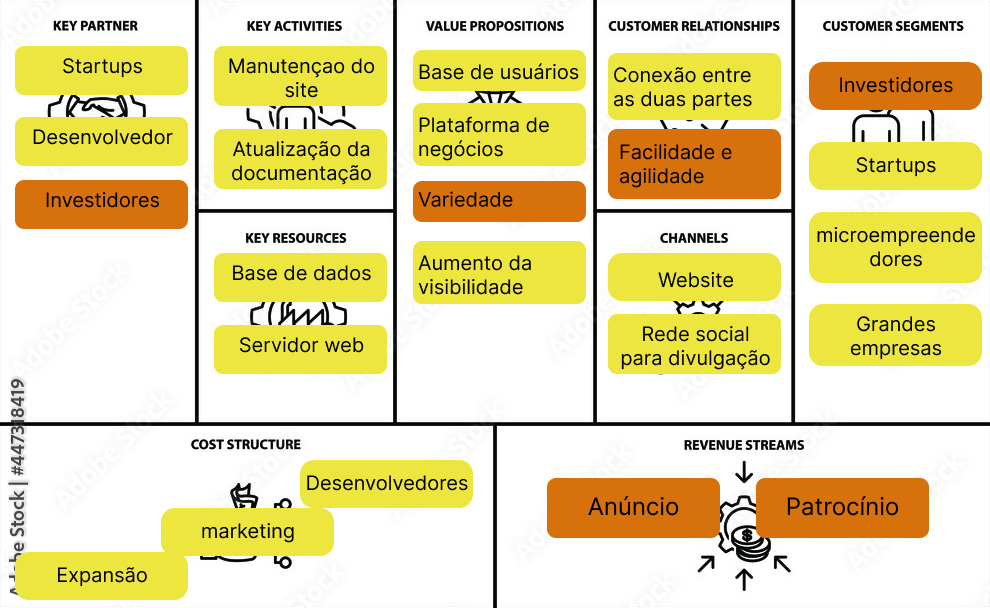 KEY PARTNER
Startups
Desenvolvedor
Investidores
KEY ACTIVITIES
Manutençao do
site
Atualização da
documentação
KEY RESOURCES
Base de dados
Servidor web
VALUE PROPOSITIONS
Base de usuários
Plataforma de
negócios
Variedade
Aumento da
visibilidade
CUSTOMER RELATIONSHIPS
Conexão entre
as duas partes
Facilidade e
agilidade
CHANNELS
Website
Rede social
para divulgação
CUSTOMER SEGMENTS
Investidores
Startups
microempreende
dores
Grandes
empresas
COST STRUCTURE
Desenvolvedores
marketing
Expansão
REVENUE STREAMS
Anúncio
Patrocínio
$
Adobe Stock | #447318419